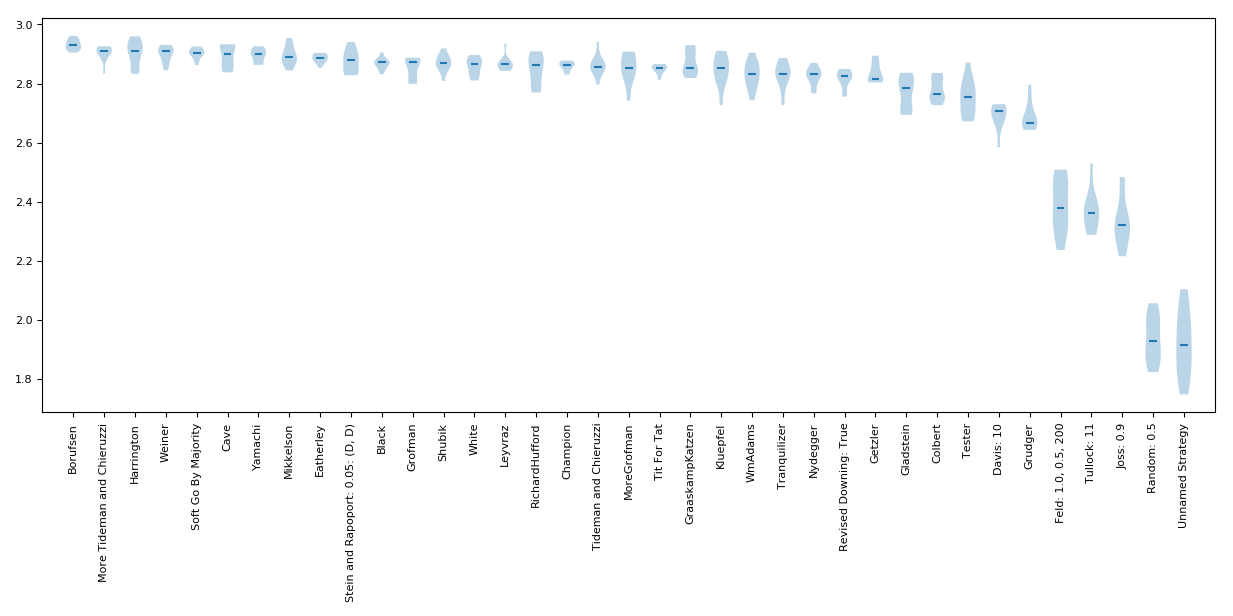 3.0
2.8
2.6
2.4
2.2
2.0
1.8
Borufsen
More Tideman and Chieruzzi
Harrington
Weiner
Soft Go By Majority
Cave
Yamachi
Mikkelson
Eatherley
Stein and Rapoport: 0.05: (D, D)
Black
Grofman
Shubik
White
Leyvraz
RichardHufford
Champion
Tideman and Chieruzzi
MoreGrofman
Tit For Tat
GraaskampKatzen
Kluepfel
WmAdams
Tranquilizer
Nydegger
Revised Downing: True
Getzler
Gladstein
Colbert
Tester
Davis: 10
Grudger
Feld: 1.0, 0.5, 200
Tullock: 11
Joss: 0.9
Random: 0.5
Unnamed Strategy